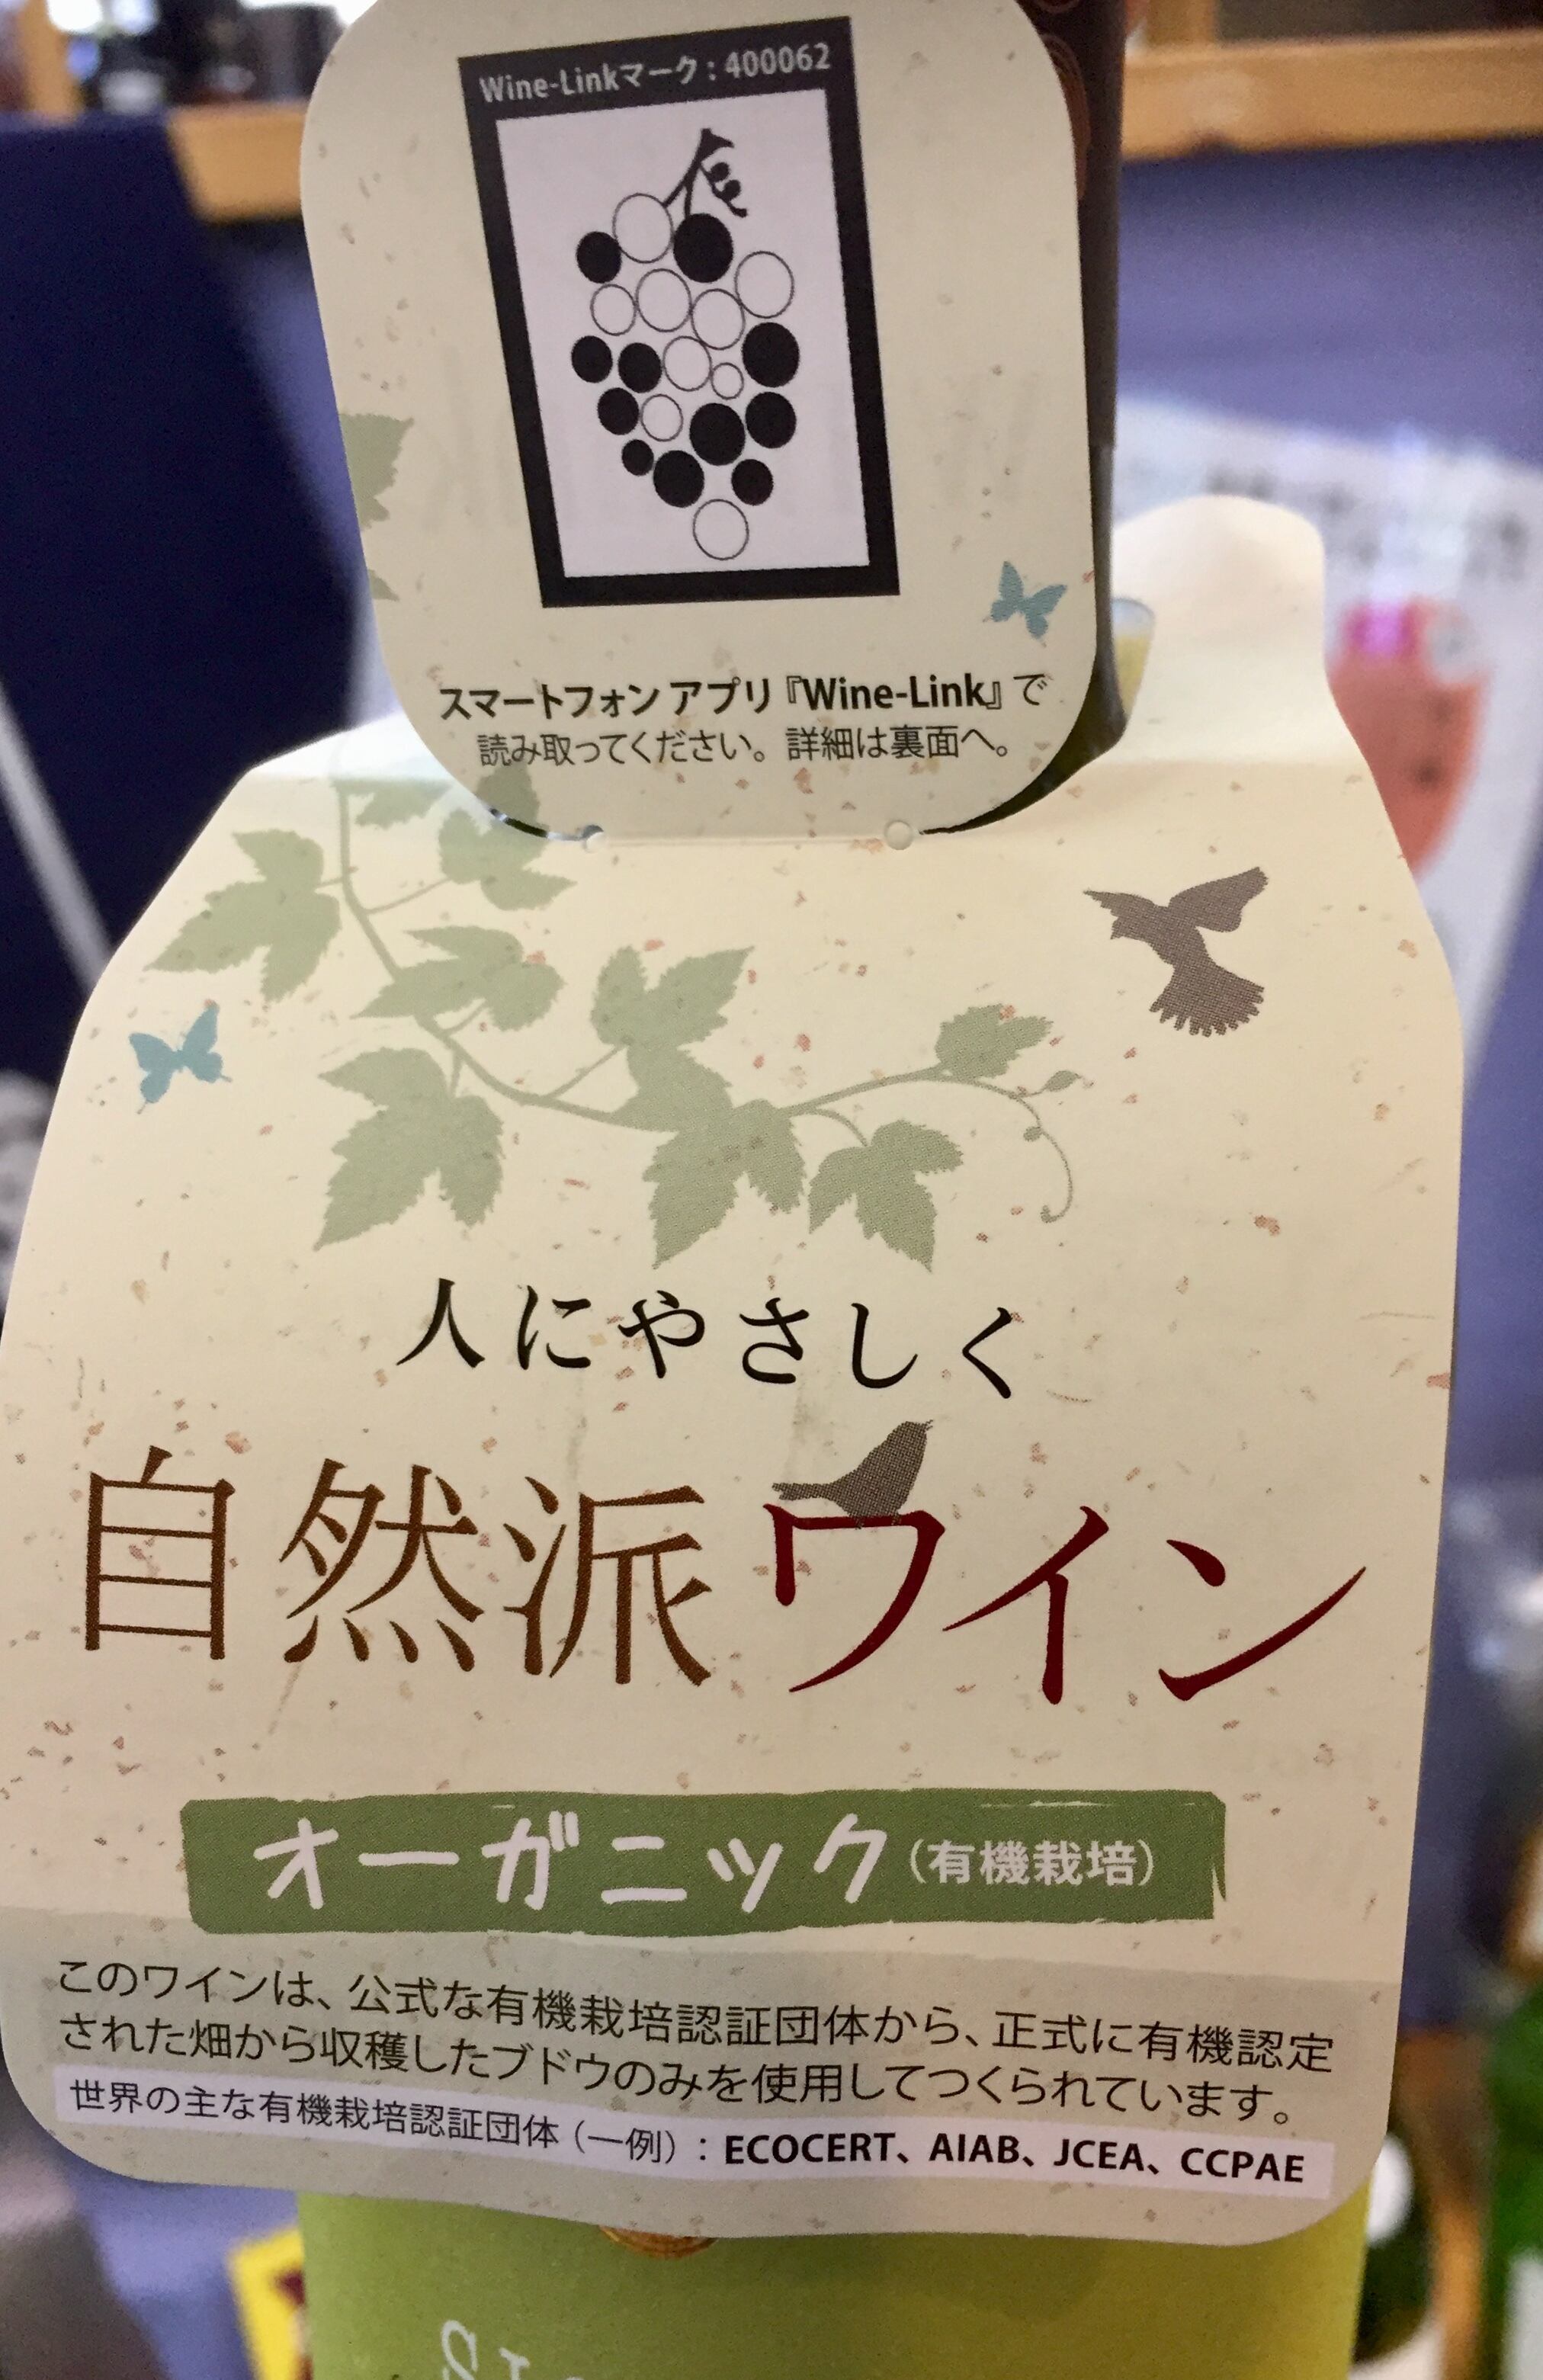 Wine-Linkマーク：400062
スマートフォン アプリ『Wine-Link』で
読み取ってください。詳細は裏面へ。
人にやさしく
自然派ワイン
オーガニック（有機栽培）
このワインは、公式な有機栽培認証団体から、正式に有機認定
された畑から収穫したブドウのみを使用してつくられています。
世界の主な有機栽培認証団体（一例）：ECOCERT、AIAB、JCEA、CCPAE